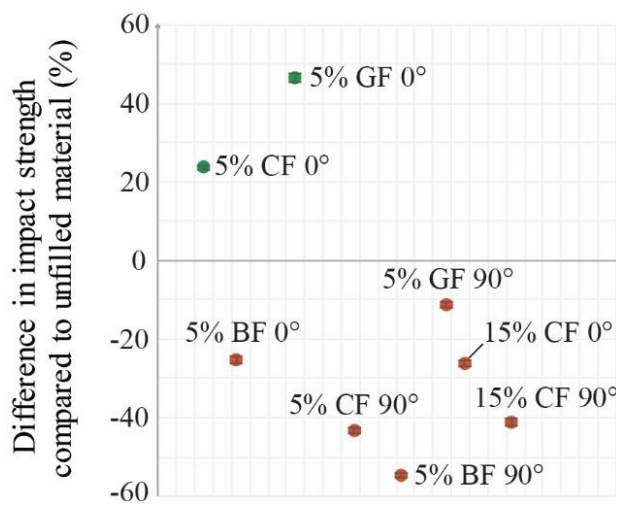 Difference in impact strength
compared to unfilled material (%)
60
40
20
0
-20
-40
-60
5% GF 0°
5% CF 0°
5% GF 90°
5% BF 0°
15% CF 0°
5% CF 90°
15% CF 90°
5% BF 90°